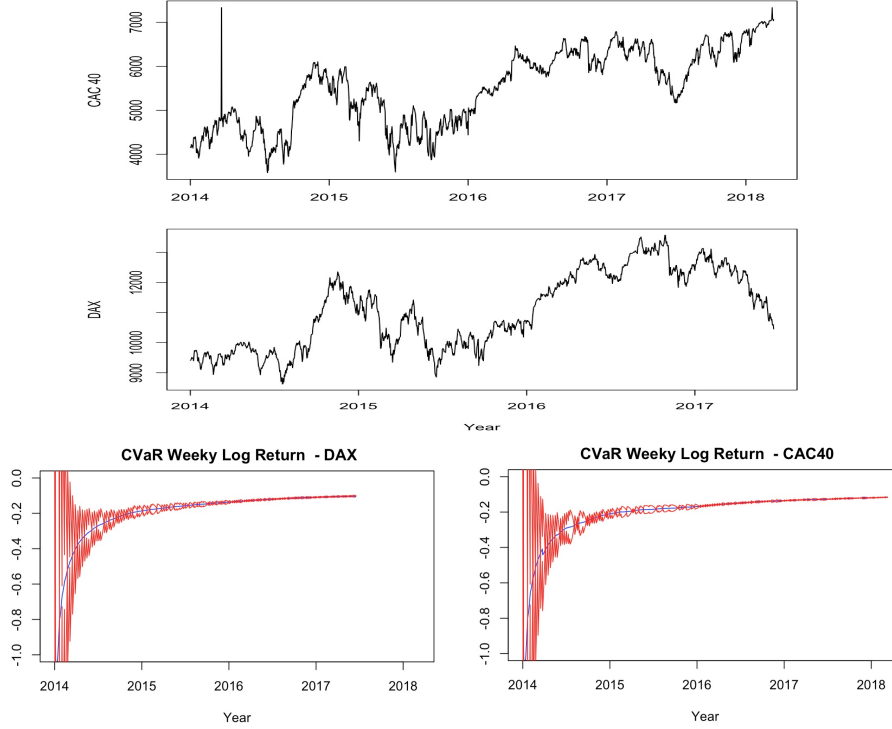 CAC 40
7000
6000
5000
4000
2014 2015 2016 2017 2018
DAX
12000
10000
9000
2014 2015 2016 2017
Year
CVaR Weeky Log Return - DAX
0.0
-0.2
-0.4
-0.6
-0.8
-1.0
2014 2015 2016 2017 2018
Year
CVaR Weeky Log Return - CAC40
0.0
-0.2
-0.4
-0.6
-0.8
-1.0
2014 2015 2016 2017 2018
Year